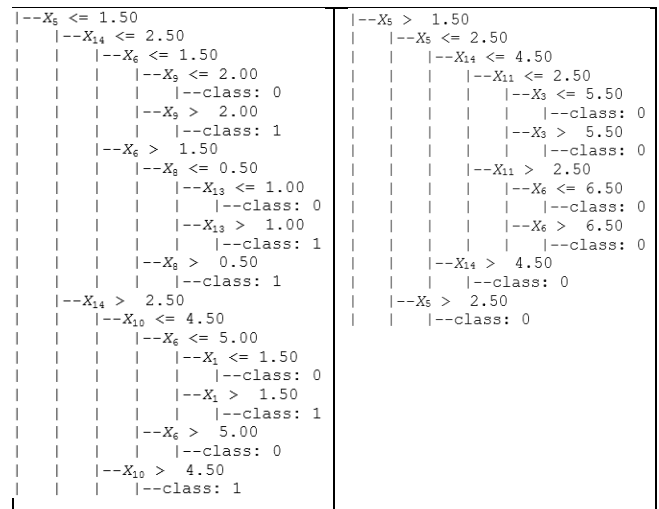 |--X₅ <= 1.50
|   |--X₁₄ <= 2.50
|   |   |--X₆ <= 1.50
|   |   |   |--X₉ <= 2.00
|   |   |   |   |--class: 0
|   |   |   |--X₉ >  2.00
|   |   |   |   |--class: 1
|   |   |--X₆ >  1.50
|   |   |   |--X₈ <= 0.50
|   |   |   |   |--X₁₃ <= 1.00
|   |   |   |   |   |--class: 0
|   |   |   |   |--X₁₃ >  1.00
|   |   |   |   |   |--class: 1
|   |   |   |--X₈ >  0.50
|   |   |   |   |--class: 1
|   |--X₁₄ >  2.50
|   |   |--X₁₀ <= 4.50
|   |   |   |--X₆ <= 5.00
|   |   |   |   |--X₁ <= 1.50
|   |   |   |   |   |--class: 0
|   |   |   |   |--X₁ >  1.50
|   |   |   |   |   |--class: 1
|   |   |   |--X₆ >  5.00
|   |   |   |   |--class: 0
|   |   |--X₁₀ >  4.50
|   |   |   |--class: 1
|--X₅ >  1.50
|   |--X₅ <= 2.50
|   |   |--X₁₄ <= 4.50
|   |   |   |--X₁₁ <= 2.50
|   |   |   |   |--X₃ <= 5.50
|   |   |   |   |   |--class: 0
|   |   |   |   |--X₃ >  5.50
|   |   |   |   |   |--class: 0
|   |   |   |--X₁₁ >  2.50
|   |   |   |   |--X₆ <= 6.50
|   |   |   |   |   |--class: 0
|   |   |   |   |--X₆ >  6.50
|   |   |   |   |   |--class: 0
|   |   |--X₁₄ >  4.50
|   |   |   |--class: 0
|   |--X₅ >  2.50
|   |   |--class: 0